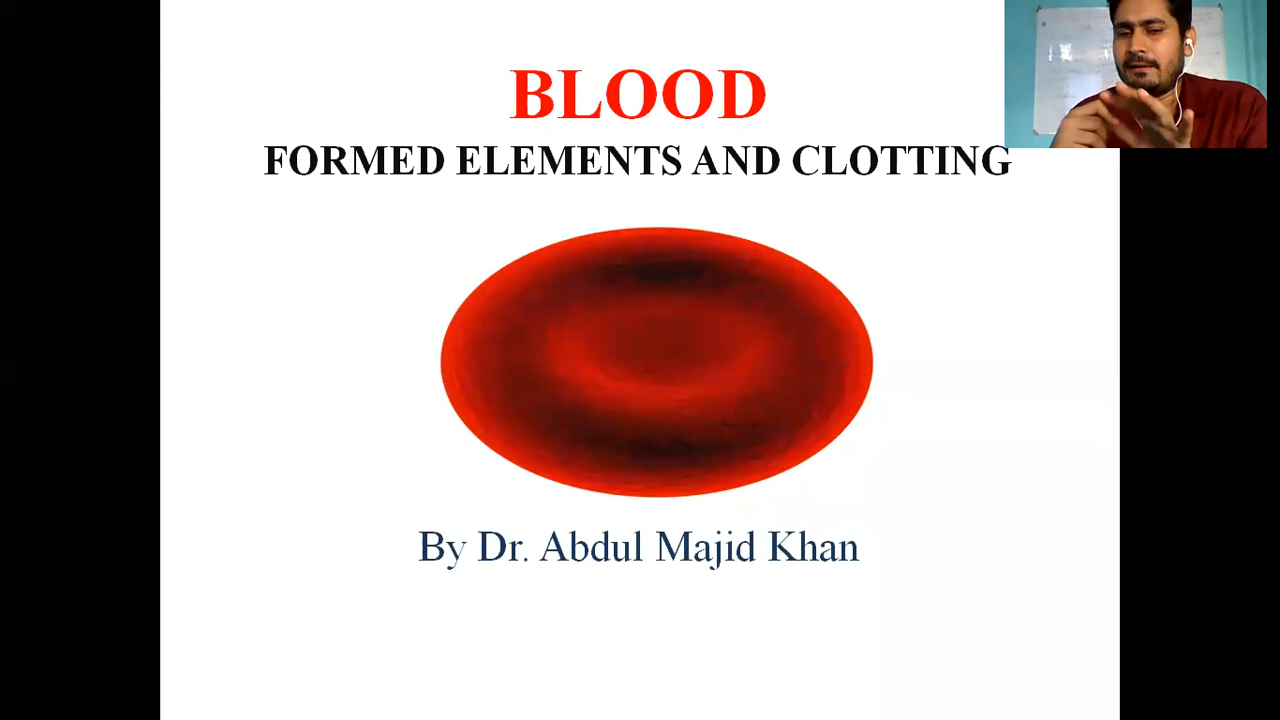 BLOOD
FORMED ELEMENTS AND CLOTTING
By Dr. Abdul Majid Khan